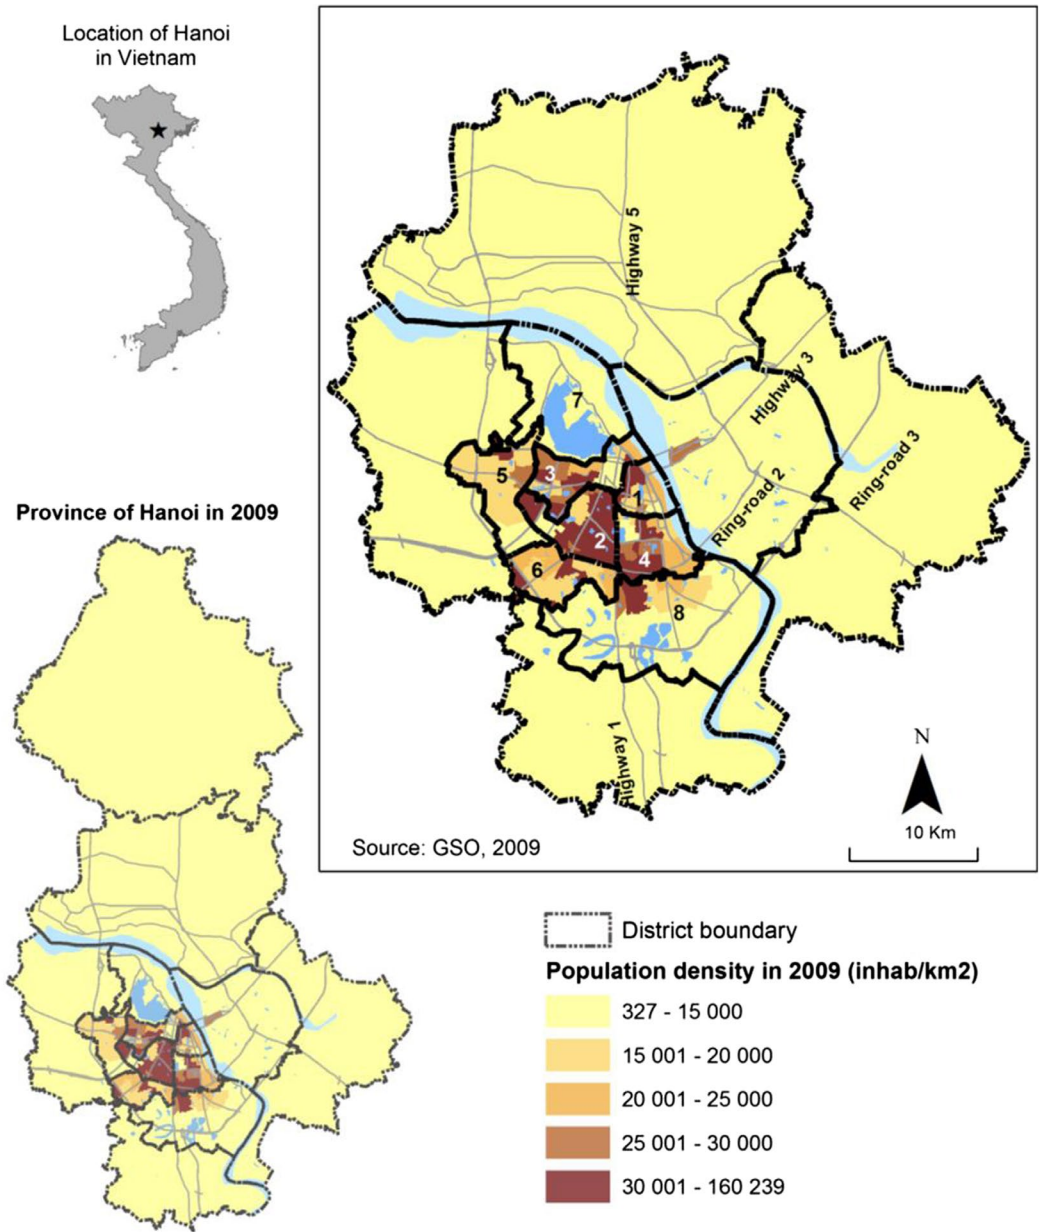 Location of Hanoi
in Vietnam
Highway 5
Highway 3
Ring-road 3
Ring-road 2
7
5
3
1
2
4
6
8
Highway 1
N
10 Km
Source: GSO, 2009
Province of Hanoi in 2009
District boundary
Population density in 2009 (inhab/km2)
327 - 15 000
15 001 - 20 000
20 001 - 25 000
25 001 - 30 000
30 001 - 160 239